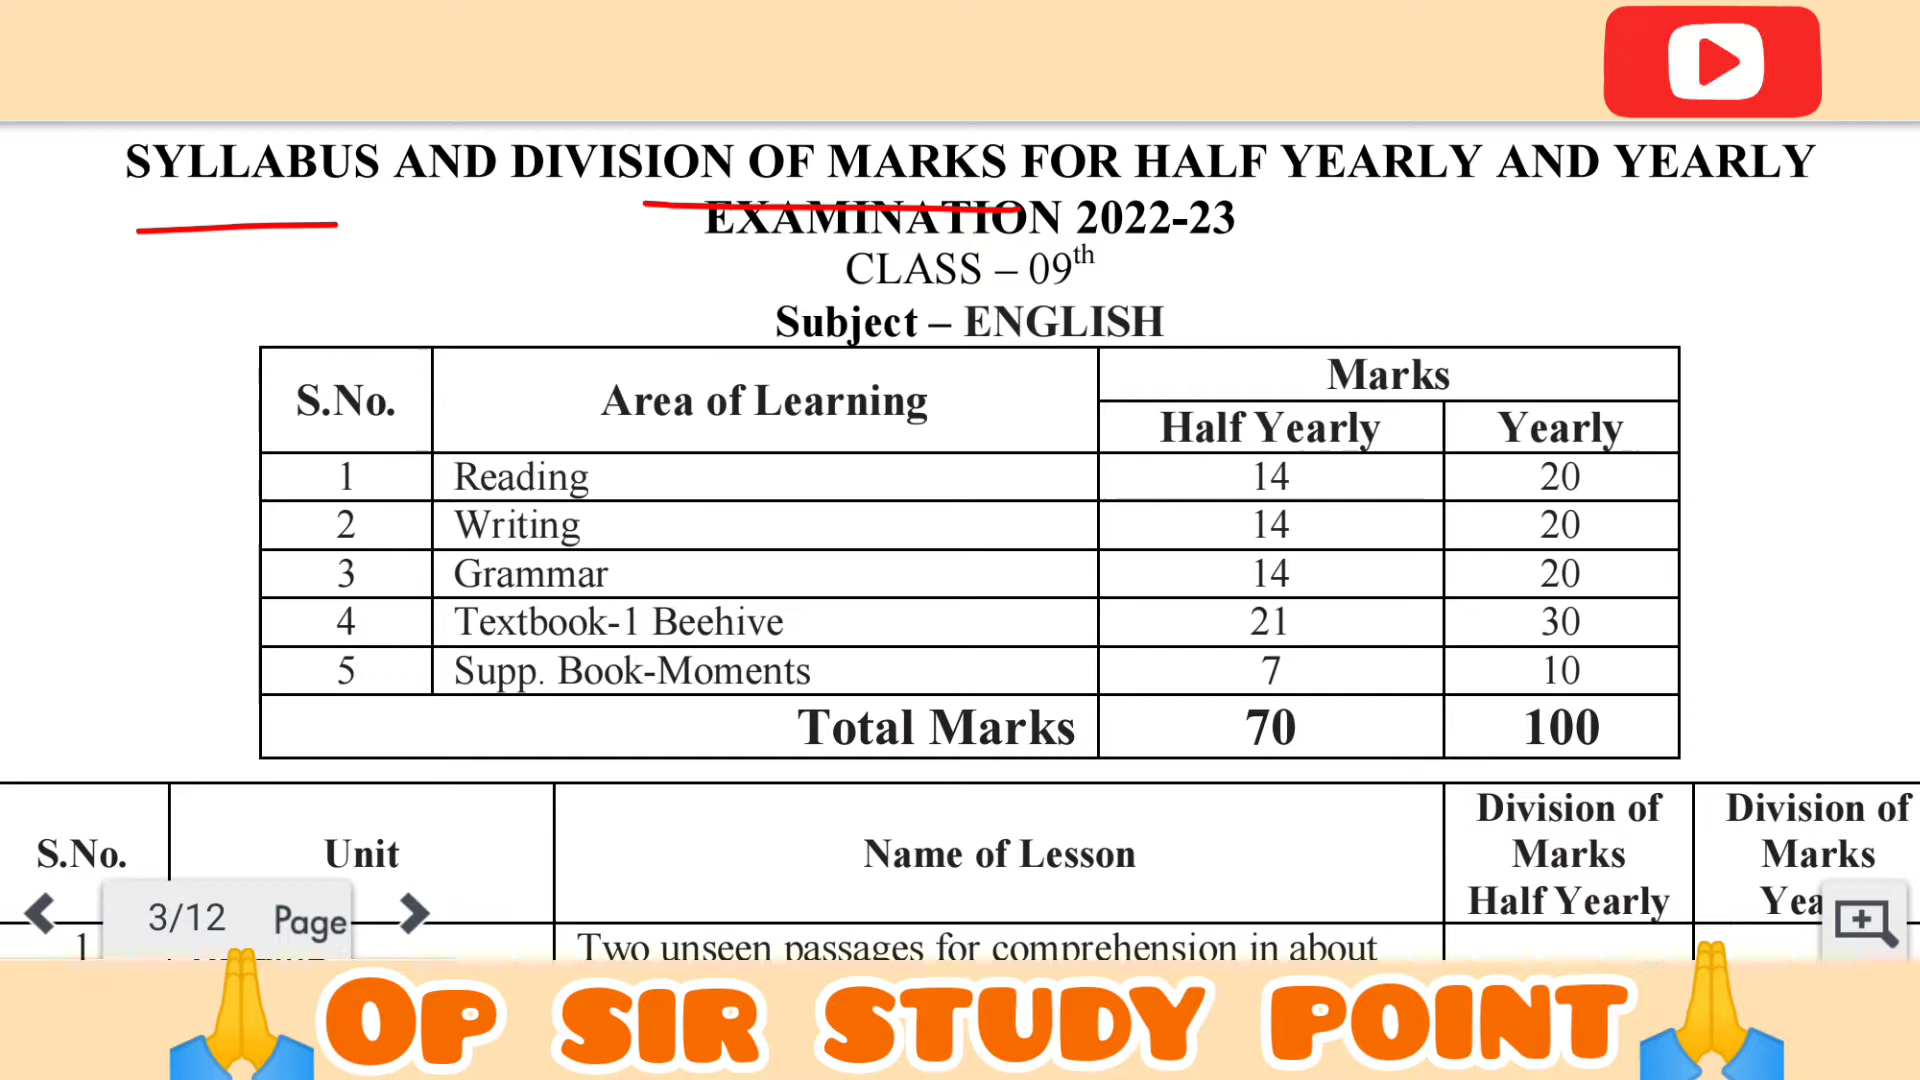 SYLLABUS AND DIVISION OF MARKS FOR HALF YEARLY AND YEARLY
EXAMINATION 2022-23
CLASS – 09th
Subject – ENGLISH
S.No. Area of Learning Marks
Half Yearly Yearly
1 Reading 14 20
2 Writing 14 20
3 Grammar 14 20
4 Textbook-1 Beehive 21 30
5 Supp. Book-Moments 7 10
Total Marks 70 100
S.No. Unit Name of Lesson Division of Marks Half Yearly Division of Marks
3/12 Page
1 Two unseen passages for comprehension in about
OP SIR STUDY POINT